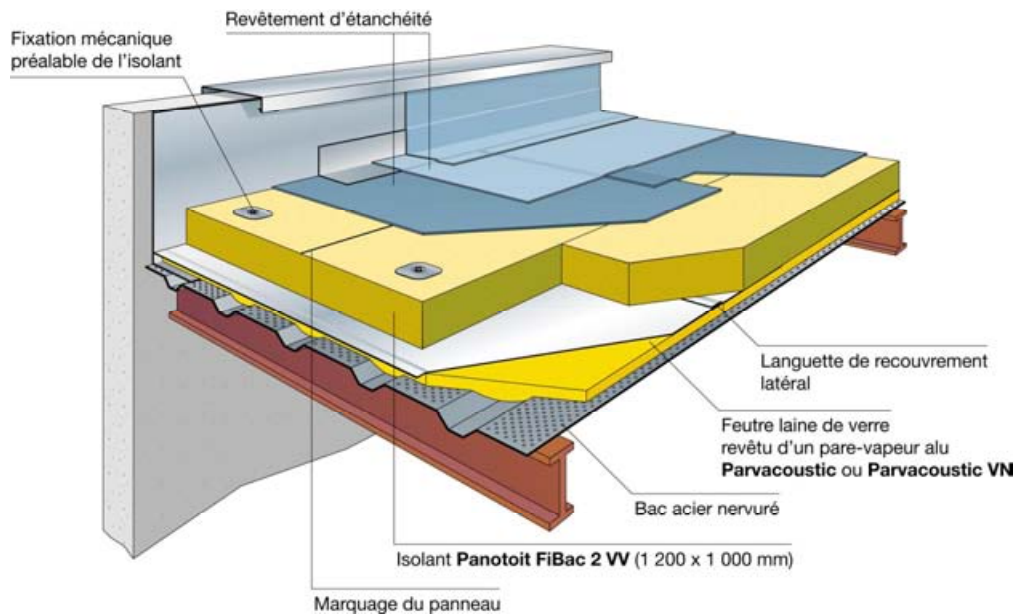 Revêtement d'étanchéité
Fixation mécanique
préalable de l'isolant
Languette de recouvrement
latéral
Feutre laine de verre
revêtu d'un pare-vapeur alu
Parvacoustic ou Parvacoustic VN
Bac acier nervuré
Isolant Panotoit FiBac 2 VV (1 200 x 1 000 mm)
Marquage du panneau